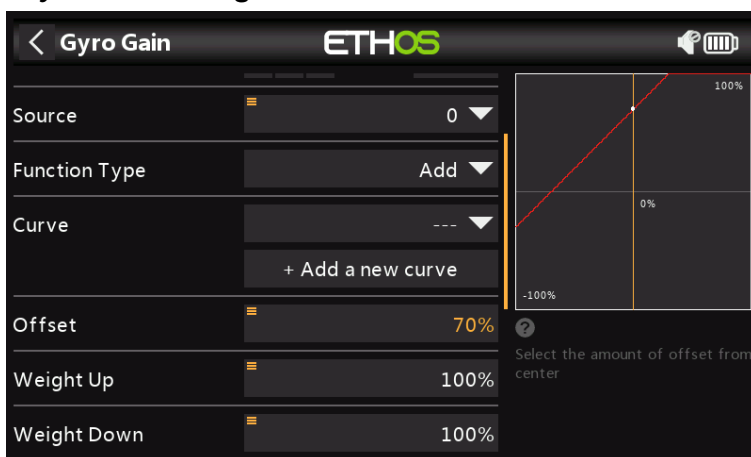 Gyro Gain
ETHOS
Source
0
Function Type
Add
Curve
---
+ Add a new curve
Offset
70%
Weight Up
100%
Weight Down
100%
100%
0%
-100%
?
Select the amount of offset from
center